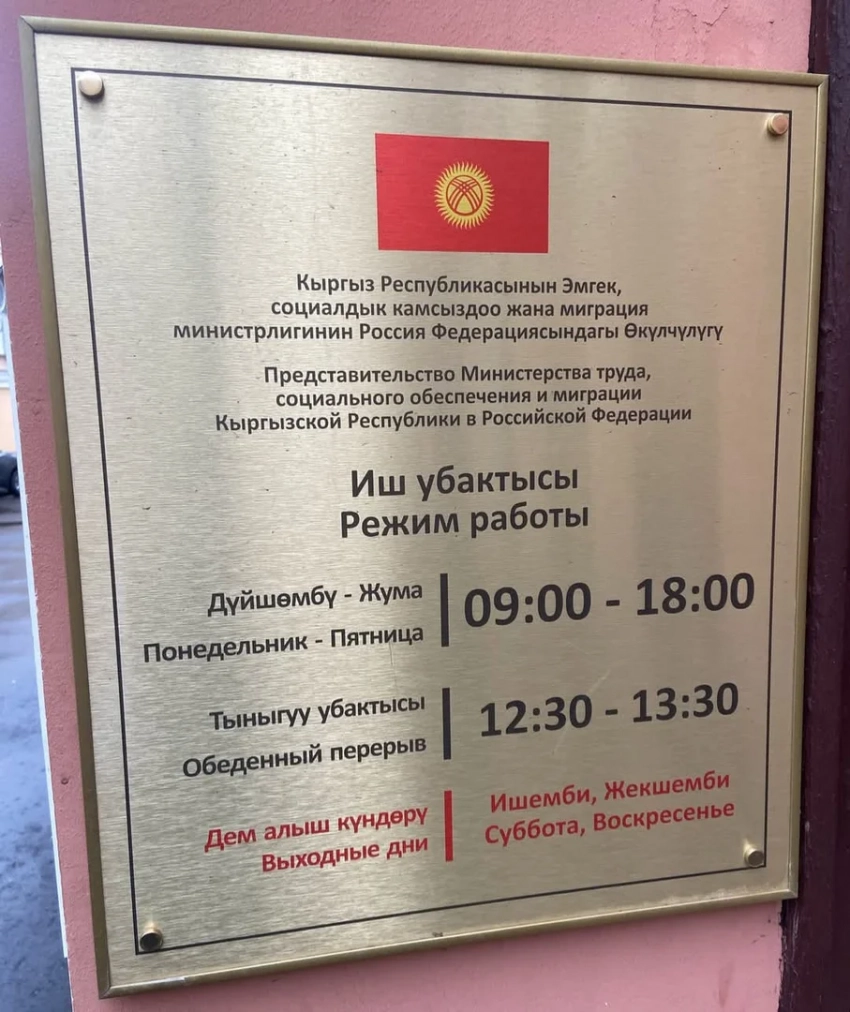 Кыргыз Республикасынын Эмгек,
социалдык камсыздоо жана миграция
министрлигинин Россия Федерациясындагы Өкүлчүлүгү
Представительство Министерства труда,
социального обеспечения и миграции
Кыргызской Республики в Российской Федерации
Иш убактысы
Режим работы
Дүйшөмбү - Жума
Понедельник - Пятница
09:00 - 18:00
Тыныгуу убактысы
Обеденный перерыв
12:30 - 13:30
Дем алыш күндөрү
Выходные дни
Ишемби, Жекшемби
Суббота, Воскресенье